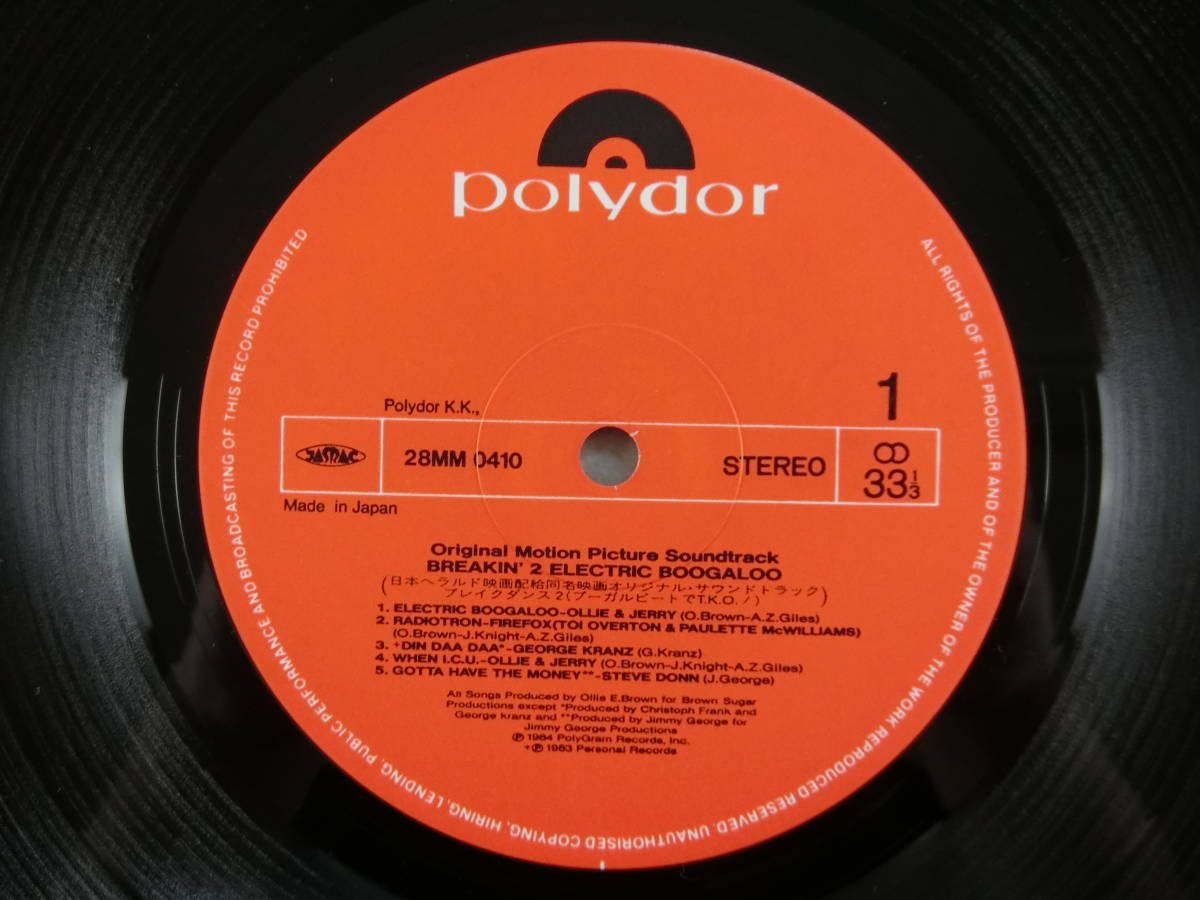 polydor
Polydor K.K.,
1
JASRAC
28MM 0410
STEREO
33 1/3
Made in Japan
Original Motion Picture Soundtrack
BREAKIN' 2 ELECTRIC BOOGALOO
(日本ヘラルド映画配給同名映画オリジナル・サウンドトラック
ブレイクダンス2(ブーガルビートでT.K.O.!))
1. ELECTRIC BOOGALOO-OLLIE & JERRY (O.Brown-A.Z.Giles)
2. RADIOTRON-FIREFOX(TOI OVERTON & PAULETTE McWILLIAMS)
(O.Brown-J.Knight-A.Z.Giles)
3. +DIN DAA DAA*-GEORGE KRANZ (G.Kranz)
4. WHEN I.C.U.-OLLIE & JERRY (O.Brown-J.Knight-A.Z.Giles)
5. GOTTA HAVE THE MONEY**-STEVE DONN (J.George)
All Songs Produced by Ollie E.Brown for Brown Sugar
Productions except *Produced by Christoph Frank and
George kranz and **Produced by Jimmy George for
Jimmy George Productions
℗ 1984 PolyGram Records, Inc.
+℗ 1983 Personal Records
ALL RIGHTS OF THE PRODUCER AND OF THE OWNER OF THE WORK REPRODUCED RESERVED. UNAUTHORISED COPYING, HIRING, LENDING, PUBLIC PERFORMANCE AND BROADCASTING OF THIS RECORD PROHIBITED